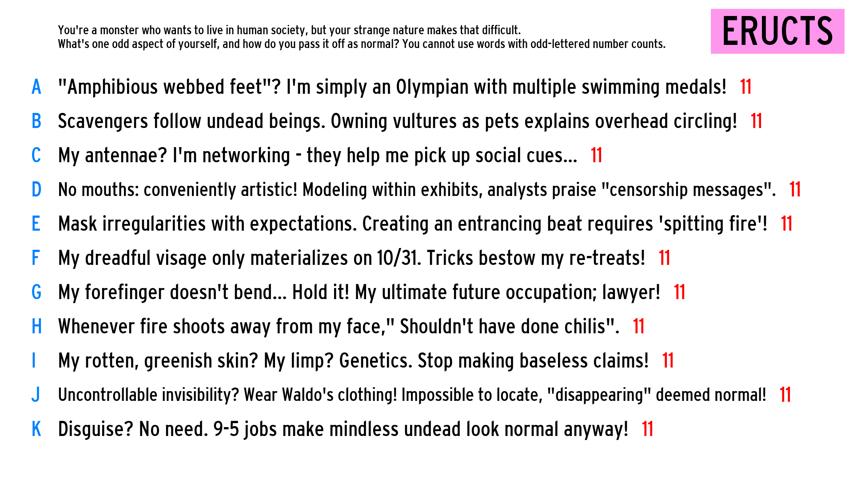 You're a monster who wants to live in human society, but your strange nature makes that difficult.
What's one odd aspect of yourself, and how do you pass it off as normal? You cannot use words with odd-lettered number counts.
ERUCTS
A "Amphibious webbed feet"? I'm simply an Olympian with multiple swimming medals! 11
B Scavengers follow undead beings. Owning vultures as pets explains overhead circling! 11
C My antennae? I'm networking - they help me pick up social cues... 11
D No mouths: conveniently artistic! Modeling within exhibits, analysts praise "censorship messages". 11
E Mask irregularities with expectations. Creating an entrancing beat requires 'spitting fire'! 11
F My dreadful visage only materializes on 10/31. Tricks bestow my re-treats! 11
G My forefinger doesn't bend... Hold it! My ultimate future occupation; lawyer! 11
H Whenever fire shoots away from my face," Shouldn't have done chilis". 11
I My rotten, greenish skin? My limp? Genetics. Stop making baseless claims! 11
J Uncontrollable invisibility? Wear Waldo's clothing! Impossible to locate, "disappearing" deemed normal! 11
K Disguise? No need. 9-5 jobs make mindless undead look normal anyway! 11